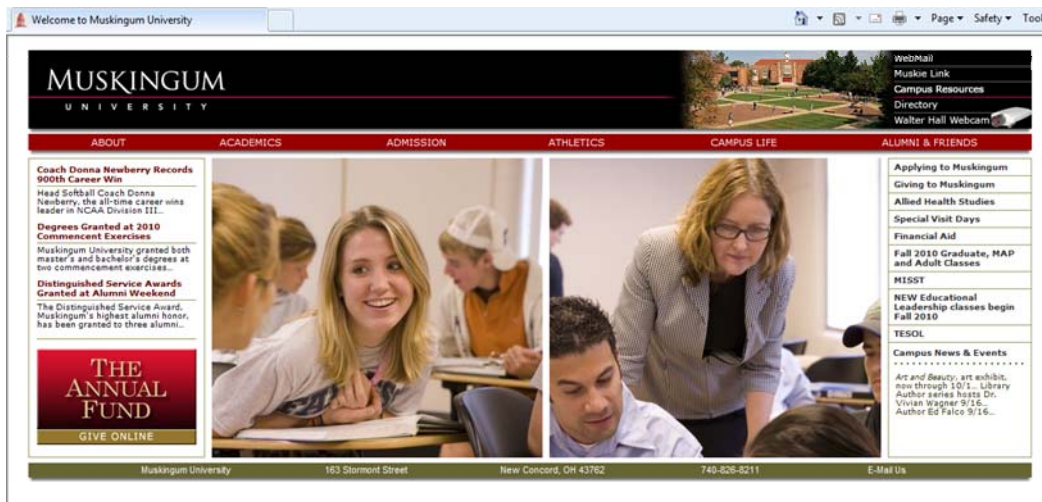 Welcome to Muskingum University
Page
Safety
Tool
MUSKINGUM
UNIVERSITY
WebMail
Muskie Link
Campus Resources
Directory
Walter Hall Webcam
ABOUT
ACADEMICS
ADMISSION
ATHLETICS
CAMPUS LIFE
ALUMNI & FRIENDS
Coach Donna Newberry Records
900th Career Win
Head Softball Coach Donna
Newberry, the all-time career wins
leader in NCAA Division III...
Degrees Granted at 2010
Commencent Exercises
Muskingum University granted both
master's and bachelor's degrees at
two commencement exercises...
Distinguished Service Awards
Granted at Alumni Weekend
The Distinguished Service Award,
Muskingum's highest alumni honor,
has been granted to three alumni...
THE
ANNUAL
FUND
GIVE ONLINE
Applying to Muskingum
Giving to Muskingum
Allied Health Studies
Special Visit Days
Financial Aid
Fall 2010 Graduate, MAP
and Adult Classes
MISST
NEW Educational
Leadership classes begin
Fall 2010
TESOL
Campus News & Events
Art and Beauty, art exhibit,
now through 10/1... Library
Author series hosts Dr.
Vivian Wagner 9/16...
Author Ed Falco 9/16...
Muskingum University
163 Stormont Street
New Concord, OH 43762
740-826-8211
E-Mail Us